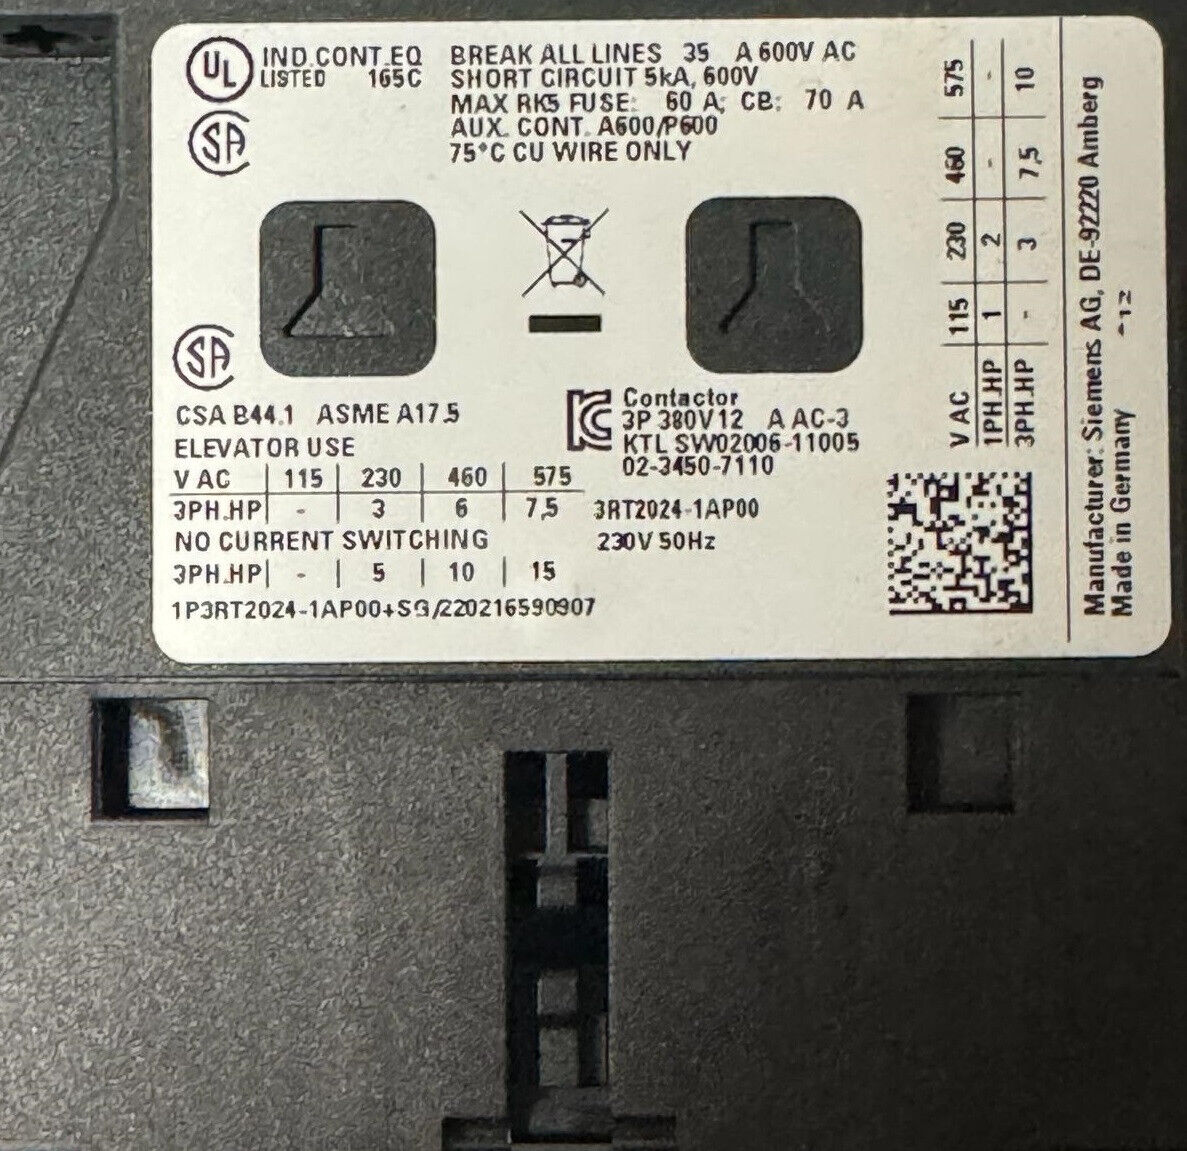 UL IND.CONT.EQ
LISTED 165C
BREAK ALL LINES 35 A 600V AC
SHORT CIRCUIT 5kA, 600V
MAX RK5 FUSE: 60 A; CB: 70 A
AUX. CONT. A600/P600
75°C CU WIRE ONLY
SA
SA
CSA B44.1 ASME A17.5
ELEVATOR USE
V AC | 115 | 230 | 460 | 575
3PH.HP | - | 3 | 6 | 7,5
NO CURRENT SWITCHING
3PH.HP | - | 5 | 10 | 15
1P3RT2024-1AP00+SG/220216590907
Contactor
3P 380V 12 A AC-3
KTL SW02006-11005
02-3450-7110
3RT2024-1AP00
230V 50Hz
V AC | 115 | 230 | 460 | 575
1PH.HP | 1 | 2 | - | -
3PH.HP | - | 3 | 7,5 | 10
Manufacturer: Siemens AG, DE-92220 Amberg
Made in Germany